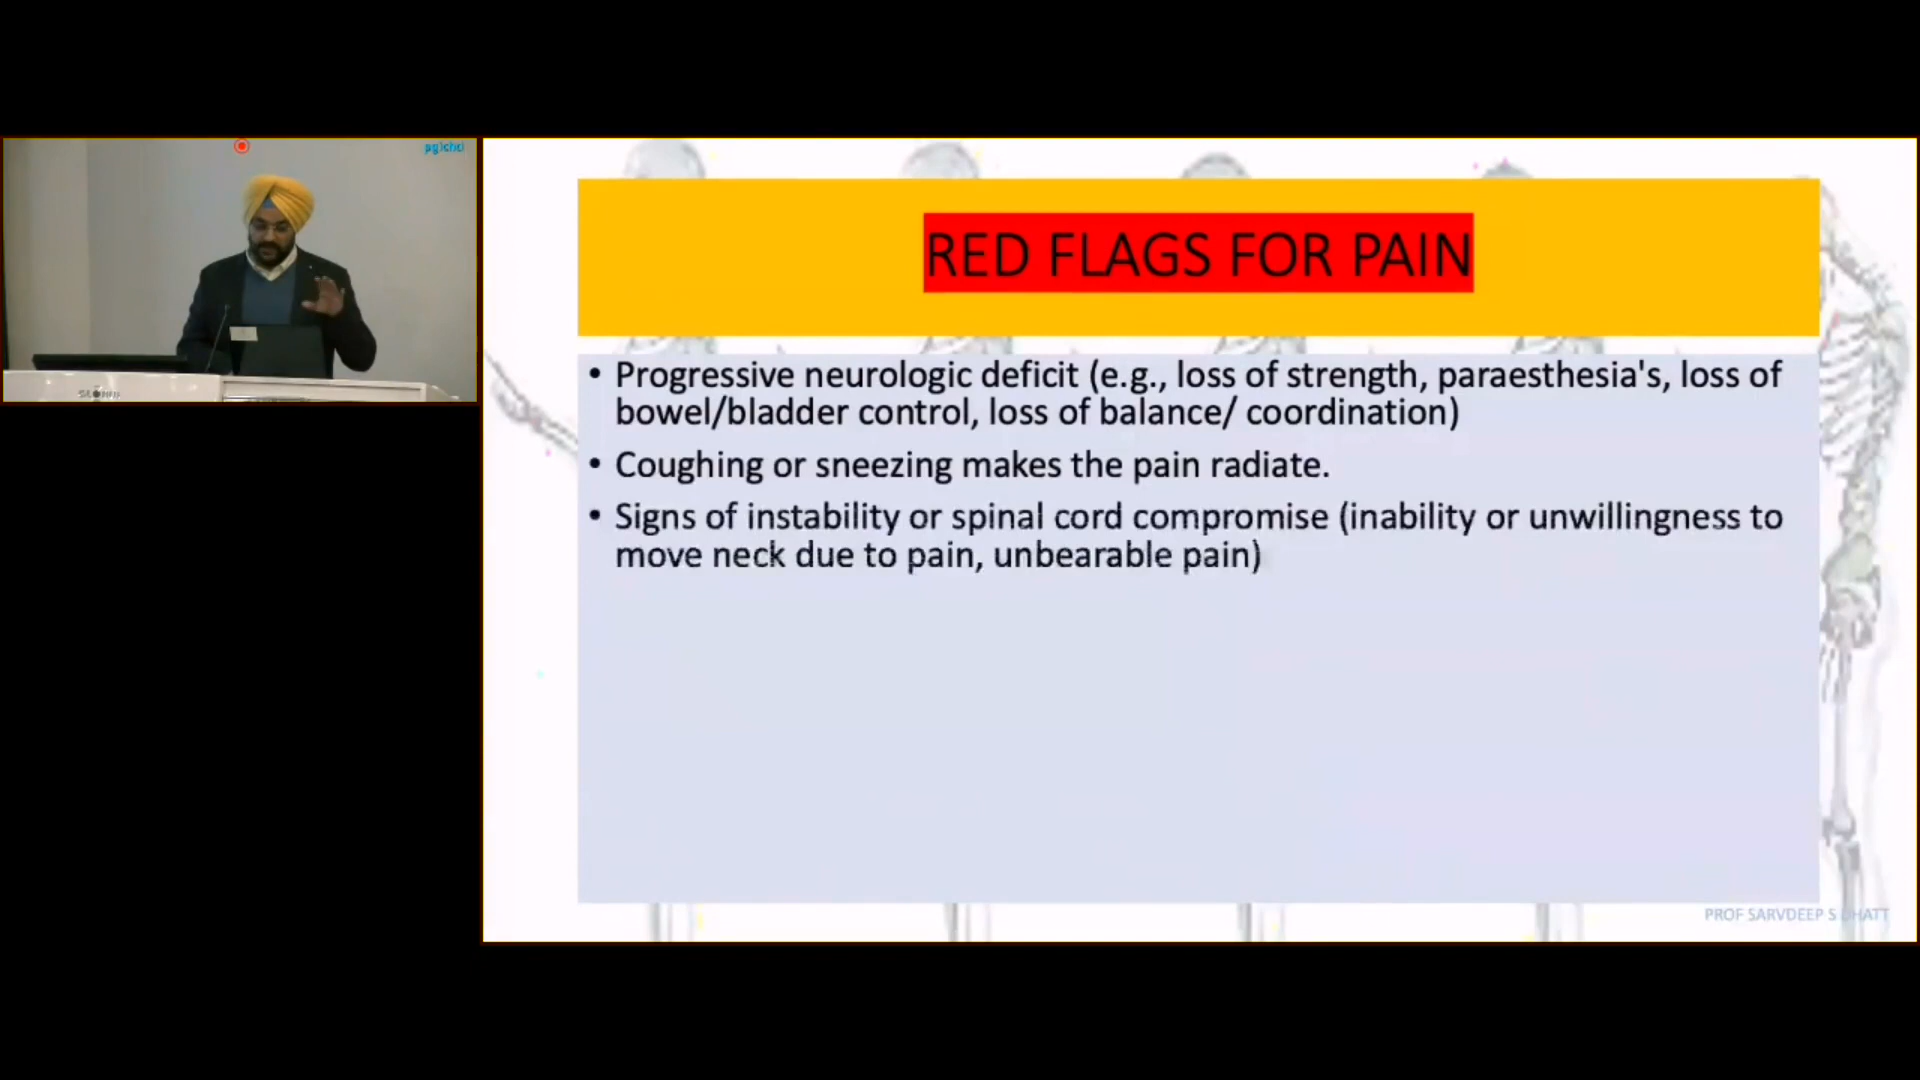 pgichd
RED FLAGS FOR PAIN
• Progressive neurologic deficit (e.g., loss of strength, paraesthesia's, loss of
bowel/bladder control, loss of balance/ coordination)
• Coughing or sneezing makes the pain radiate.
• Signs of instability or spinal cord compromise (inability or unwillingness to
move neck due to pain, unbearable pain)
PROF SARVDEEP S DHATT